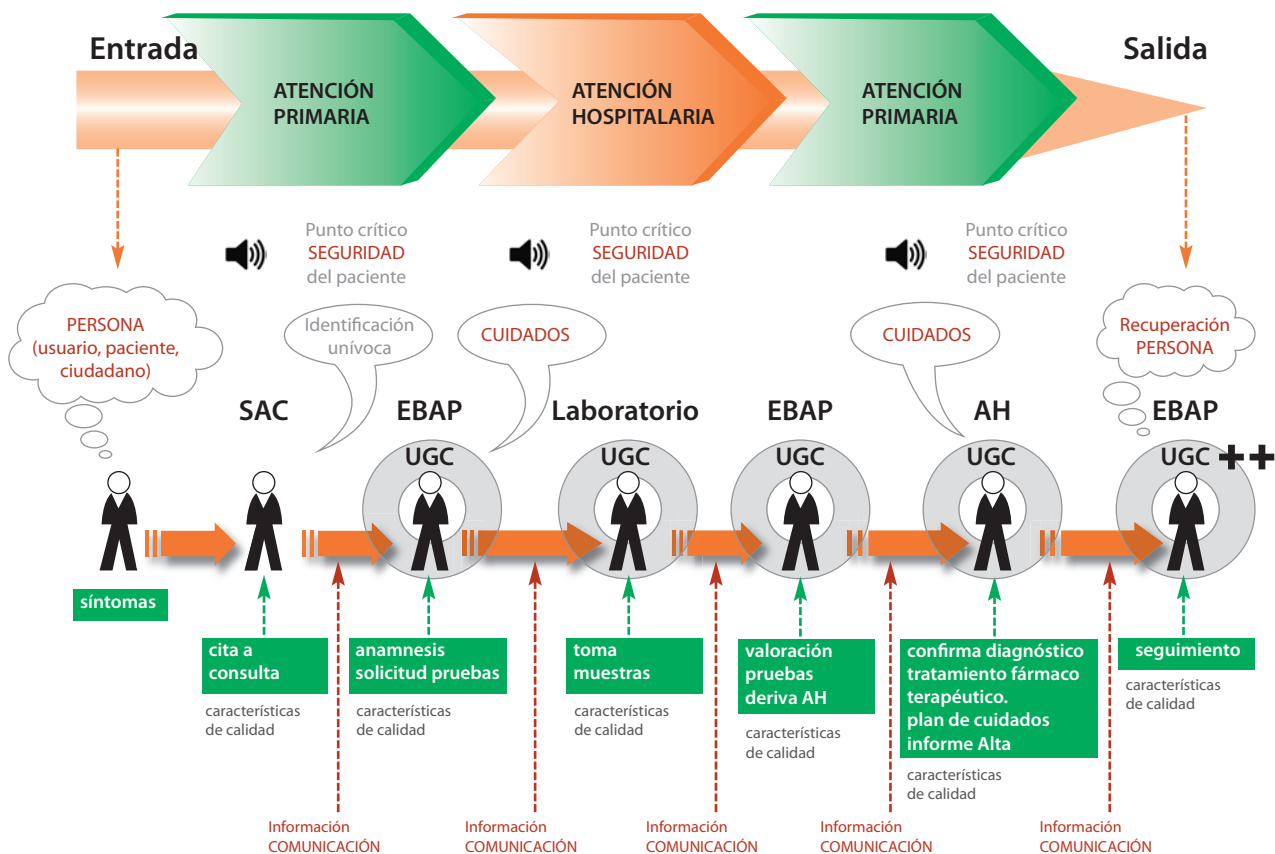 Entrada
Salida
ATENCIÓN
PRIMARIA
ATENCIÓN
HOSPITALARIA
ATENCIÓN
PRIMARIA
Punto crítico
SEGURIDAD
del paciente
Punto crítico
SEGURIDAD
del paciente
Punto crítico
SEGURIDAD
del paciente
PERSONA
(usuario, paciente,
ciudadano)
Identificación
unívoca
CUIDADOS
CUIDADOS
Recuperación
PERSONA
SAC
EBAP
Laboratorio
EBAP
AH
EBAP
UGC
UGC
UGC
UGC
UGC ++
síntomas
cita a
consulta
características
de calidad
anamnesis
solicitud pruebas
características
de calidad
toma
muestras
características
de calidad
valoración
pruebas
deriva AH
características
de calidad
confirma diagnóstico
tratamiento fármaco
terapéutico.
plan de cuidados
informe Alta
características
de calidad
seguimiento
características
de calidad
Información
COMUNICACIÓN
Información
COMUNICACIÓN
Información
COMUNICACIÓN
Información
COMUNICACIÓN
Información
COMUNICACIÓN